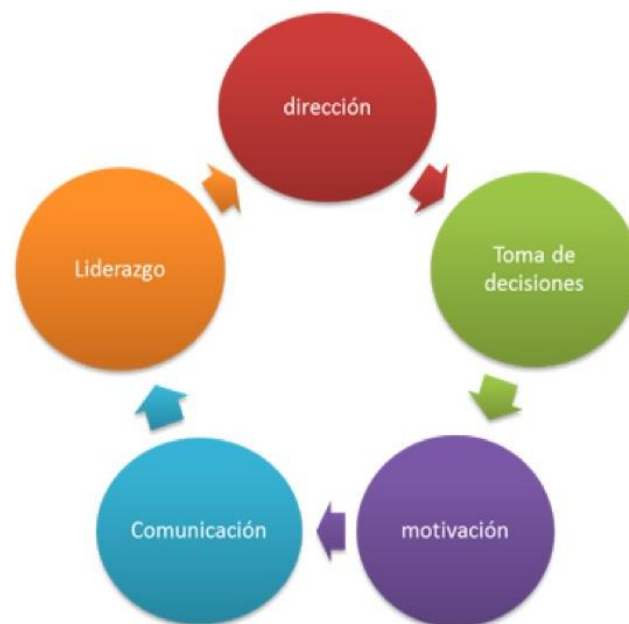 dirección
Toma de
decisiones
motivación
Comunicación
Liderazgo